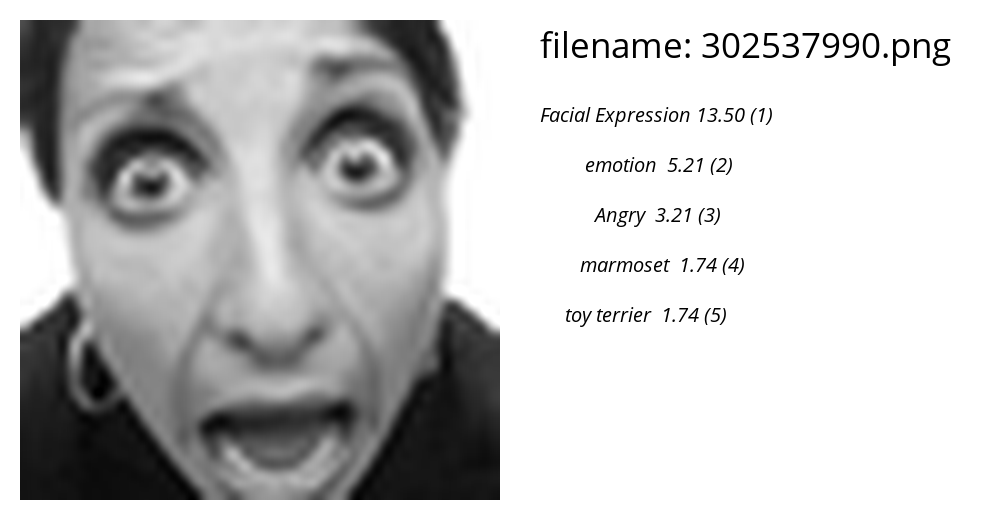 filename: 302537990.png
Facial Expression 13.50 (1)
emotion 5.21 (2)
Angry 3.21 (3)
marmoset 1.74 (4)
toy terrier 1.74 (5)